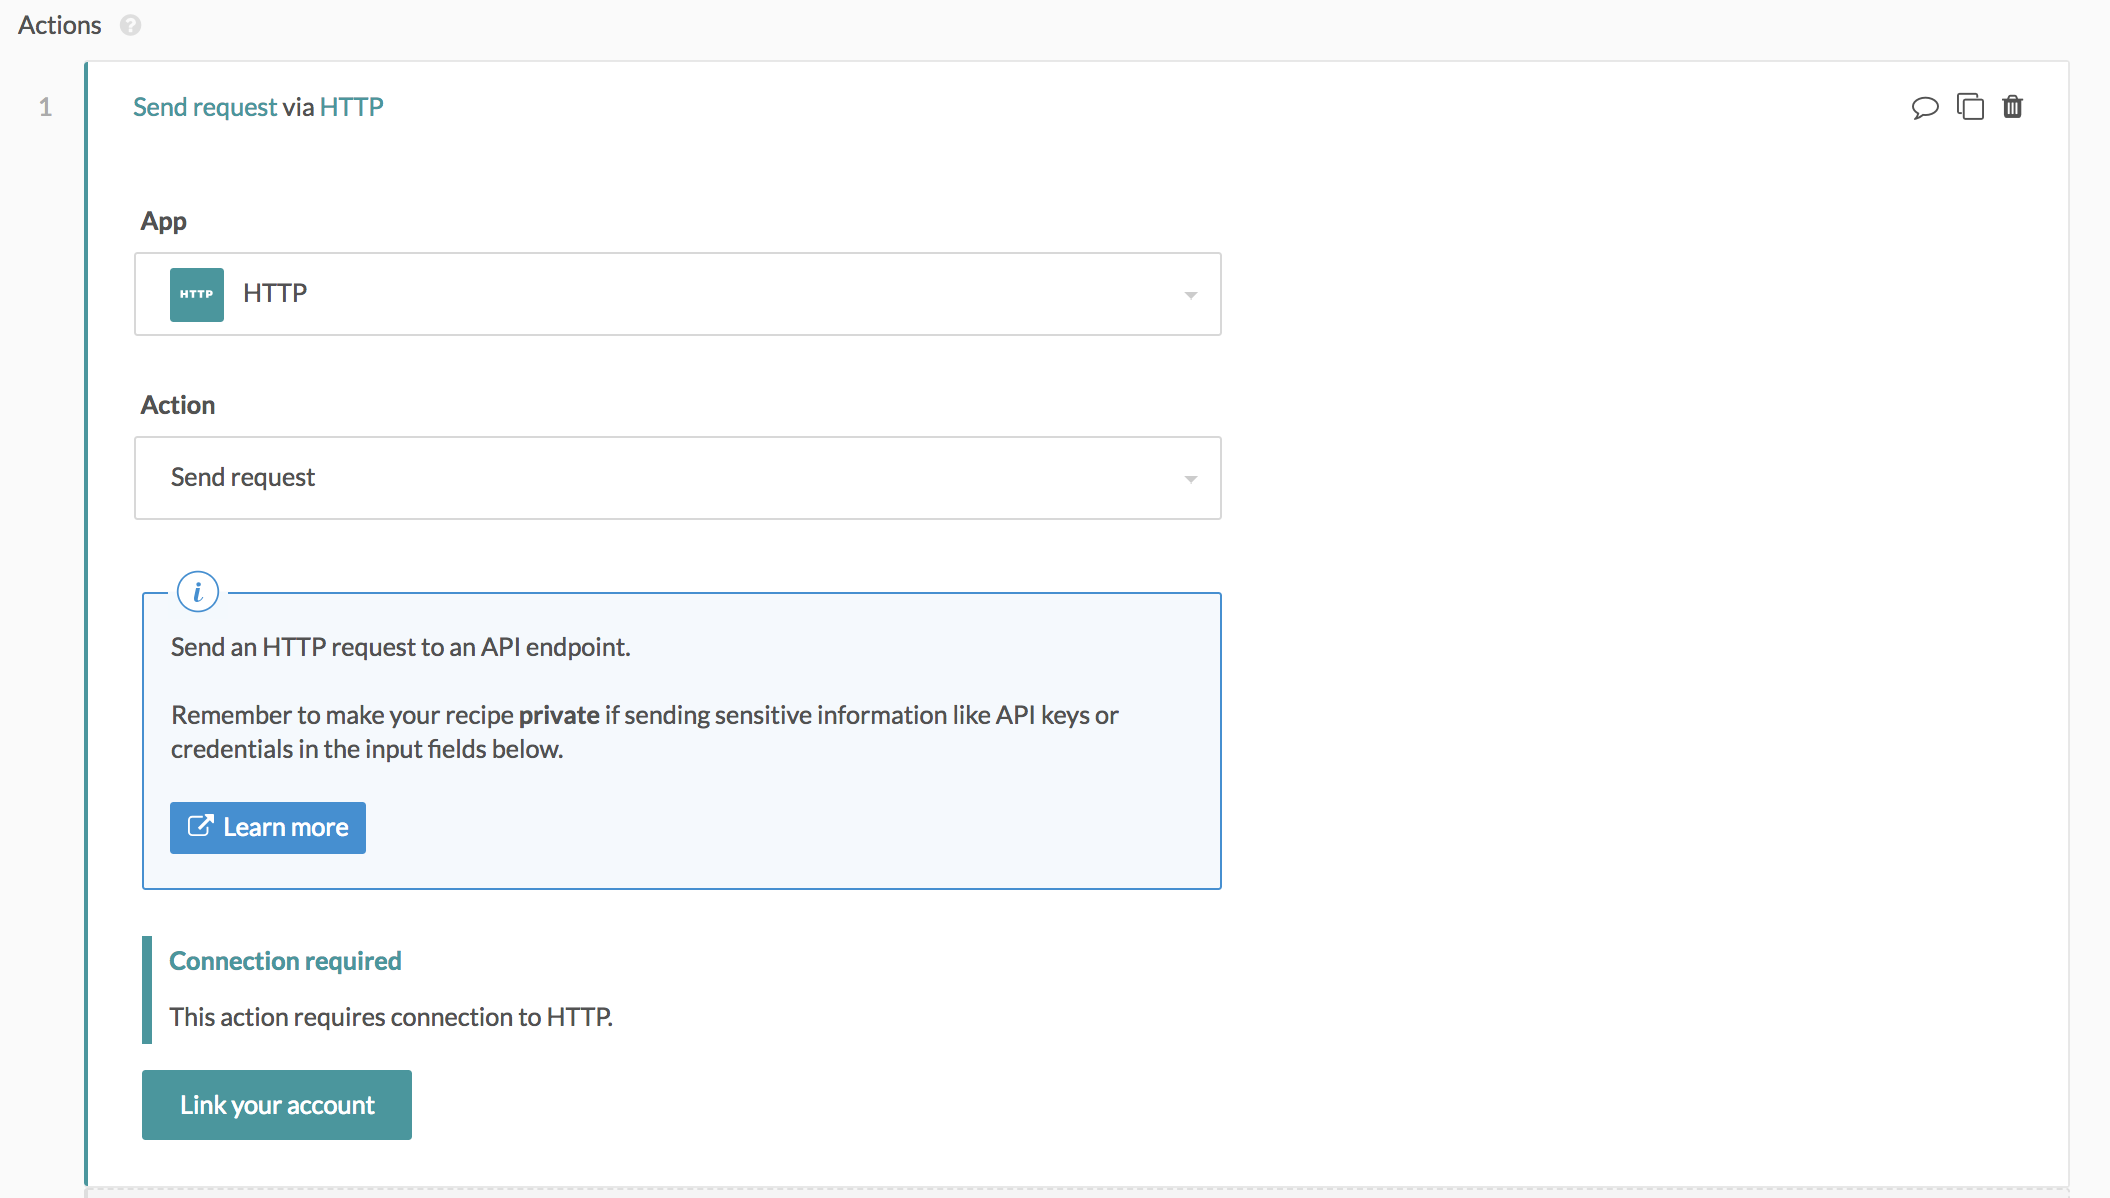 Actions ?
1
Send request via HTTP
App
HTTP HTTP
Action
Send request
i
Send an HTTP request to an API endpoint.
Remember to make your recipe private if sending sensitive information like API keys or
credentials in the input fields below.
Learn more
Connection required
This action requires connection to HTTP.
Link your account